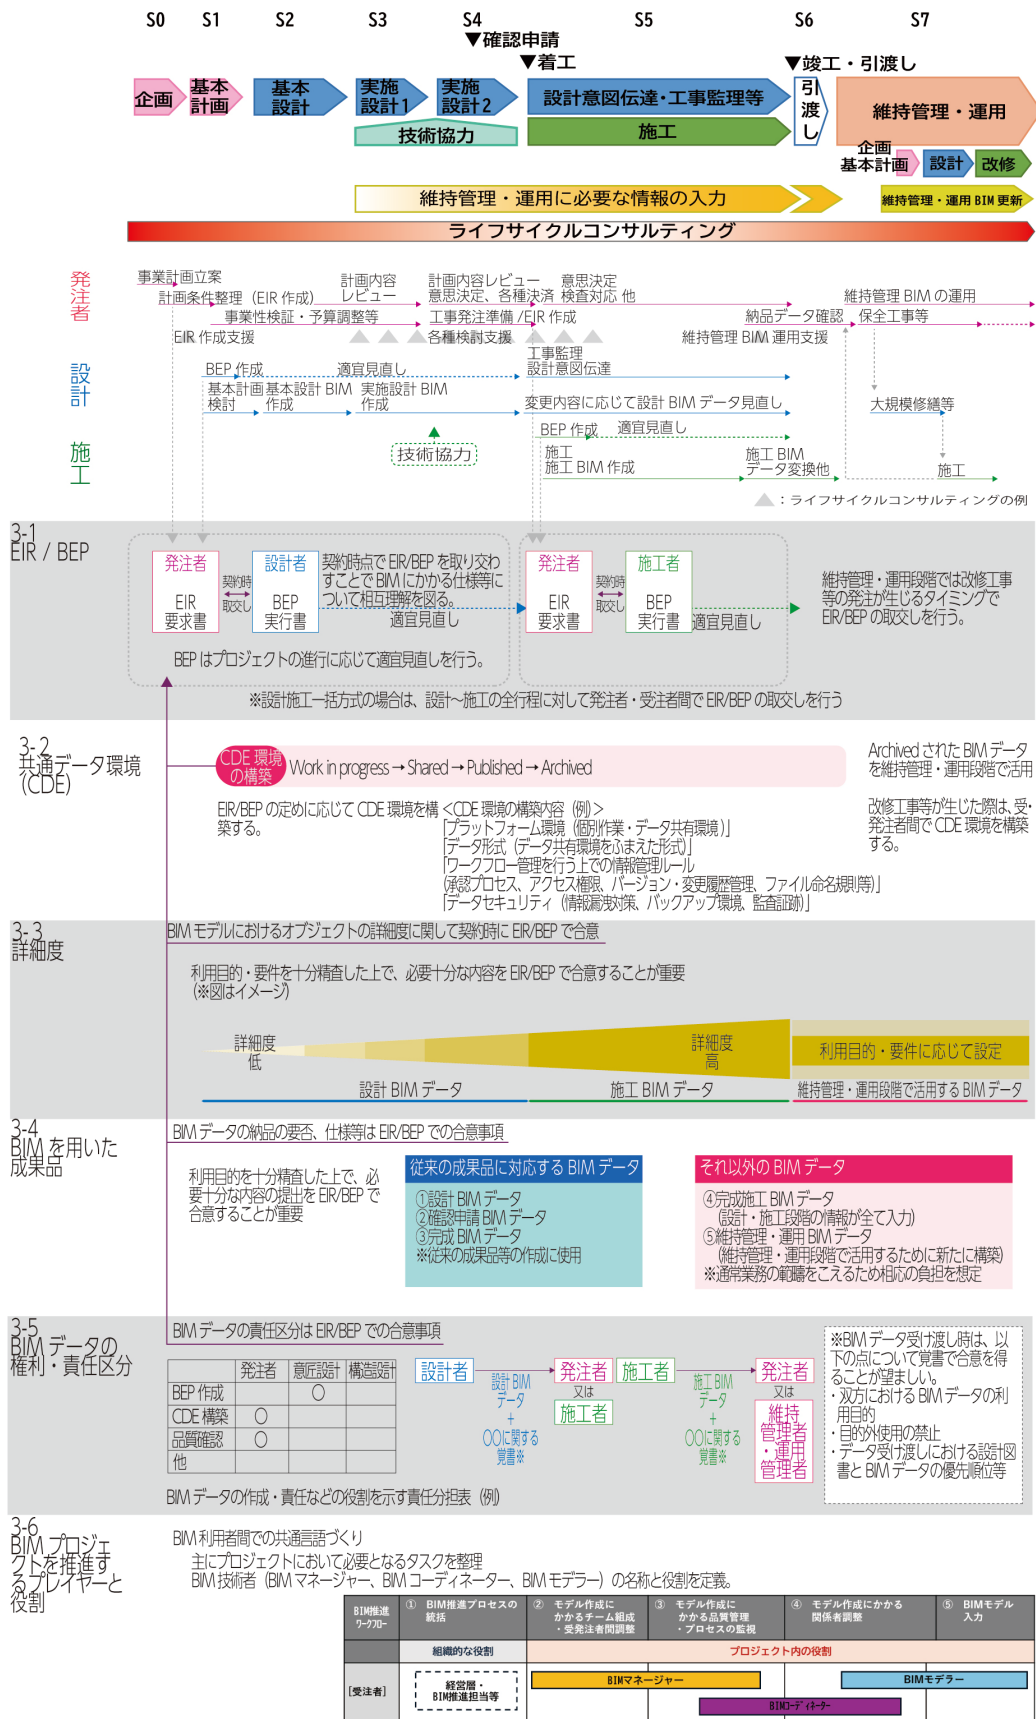 S0 S1 S2 S3 S4 S5 S6 S7
▼確認申請
▼着工
▼竣工・引渡し
企画
基本
計画
基本
設計
実施
設計1
実施
設計2
設計意図伝達・工事監理等
引
渡
し
維持管理・運用
技術協力
施工
企画
基本計画
設計
改修
維持管理・運用に必要な情報の入力
維持管理・運用 BIM 更新
ライフサイクルコンサルティング
発注者
事業計画立案
計画条件整理（EIR 作成）
計画内容
レビュー
計画内容レビュー
意思決定、各種決済
意思決定
検査対応 他
維持管理 BIM の運用
事業性検証・予算調整等
工事発注準備 /EIR 作成
納品データ確認
保全工事等
EIR 作成支援
各種検討支援
維持管理 BIM 運用支援
設計
BEP 作成
適宜見直し
工事監理
設計意図伝達
基本計画
検討
基本設計 BIM
作成
実施設計 BIM
作成
変更内容に応じて設計 BIM データ見直し
大規模修繕等
施工
技術協力
BEP 作成
適宜見直し
施工
施工 BIM 作成
施工 BIM
データ変換他
施工
：ライフサイクルコンサルティングの例
3-1
EIR / BEP
発注者
EIR
要求書
契約時
取交し
設計者
BEP
実行書
契約時点で EIR/BEP を取り交わ
すことで BIM にかかる仕様等に
ついて相互理解を図る。
適宜見直し
発注者
EIR
要求書
契約時
取交し
施工者
BEP
実行書
適宜見直し
維持管理・運用段階では改修工事
等の発注が生じるタイミングで
EIR/BEP の取交しを行う。
BEP はプロジェクトの進行に応じて適宜見直しを行う。
※設計施工一括方式の場合は、設計～施工の全行程に対して発注者・受注者間で EIR/BEP の取交しを行う
3-2
共通データ環境
（CDE）
CDE 環境
の構築
Work in progress → Shared → Published → Archived
Archived された BIM データ
を維持管理・運用段階で活用
改修工事等が生じた際は、受・
発注者間で CDE 環境を構築
する。
EIR/BEP の定めに応じて CDE 環境を構
築する。
＜CDE 環境の構築内容（例）＞
「プラットフォーム環境（個別作業・データ共有環境）」
「データ形式（データ共有環境をふまえた形式）」
「ワークフロー管理を行う上での情報管理ルール
（承認プロセス、アクセス権限、バージョン・変更履歴管理、ファイル命名規則等）」
「データセキュリティ（情報漏洩対策、バックアップ環境、監査証跡）」
3-3
詳細度
BIM モデルにおけるオブジェクトの詳細度に関して契約時に EIR/BEP で合意
利用目的・要件を十分精査した上で、必要十分な内容を EIR/BEP で合意することが重要
（※図はイメージ）
詳細度
低
詳細度
高
利用目的・要件に応じて設定
設計 BIM データ
施工 BIM データ
維持管理・運用段階で活用する BIM データ
3-4
BIM を用いた
成果品
BIM データの納品の要否、仕様等は EIR/BEP での合意事項
利用目的を十分精査した上で、必
要十分な内容の提出を EIR/BEP で
合意することが重要
従来の成果品に対応する BIM データ
①設計 BIM データ
②確認申請 BIM データ
③完成 BIM データ
※従来の成果品等の作成に使用
それ以外の BIM データ
④完成施工 BIM データ
（設計・施工段階の情報が全て入力）
⑤維持管理・運用 BIM データ
（維持管理・運用段階で活用するために新たに構築）
※通常業務の範疇をこえるため相応の負担を想定
3-5
BIM データの
権利・責任区分
BIM データの責任区分は EIR/BEP での合意事項
発注者 意匠設計 構造設計
BEP 作成 ○
CDE 構築 ○
品質確認 ○
他
BIM データの作成・責任などの役割を示す責任分担表（例）
設計者
設計 BIM
データ
＋
○○に関する
覚書※
発注者
又は
施工者
施工者
施工 BIM
データ
＋
○○に関する
覚書※
発注者
又は
維持
管理者
・運用
管理者
※BIM データ受け渡し時は、以
下の点について覚書で合意を得
ることが望ましい。
・双方における BIM データの利
用目的
・目的外使用の禁止
・データ受け渡しにおける設計図
書と BIM データの優先順位等
3-6
BIM プロジェ
クトを推進す
るプレイヤーと
役割
BIM 利用者間での共通言語づくり
主にプロジェクトにおいて必要となるタスクを整理
BIM 技術者（BIM マネージャー、BIM コーディネーター、BIM モデラー）の名称と役割を定義。
BIM推進
ワークフロー
① BIM推進プロセスの
統括
② モデル作成に
かかるチーム組成
・受発注者間調整
③ モデル作成に
かかる品質管理
・プロセスの監視
④ モデル作成にかかる
関係者調整
⑤ BIMモデル
入力
組織的な役割
プロジェクト内の役割
[受注者]
経営層・
BIM推進担当等
BIMマネージャー
BIMモデラー
BIMコーディネーター